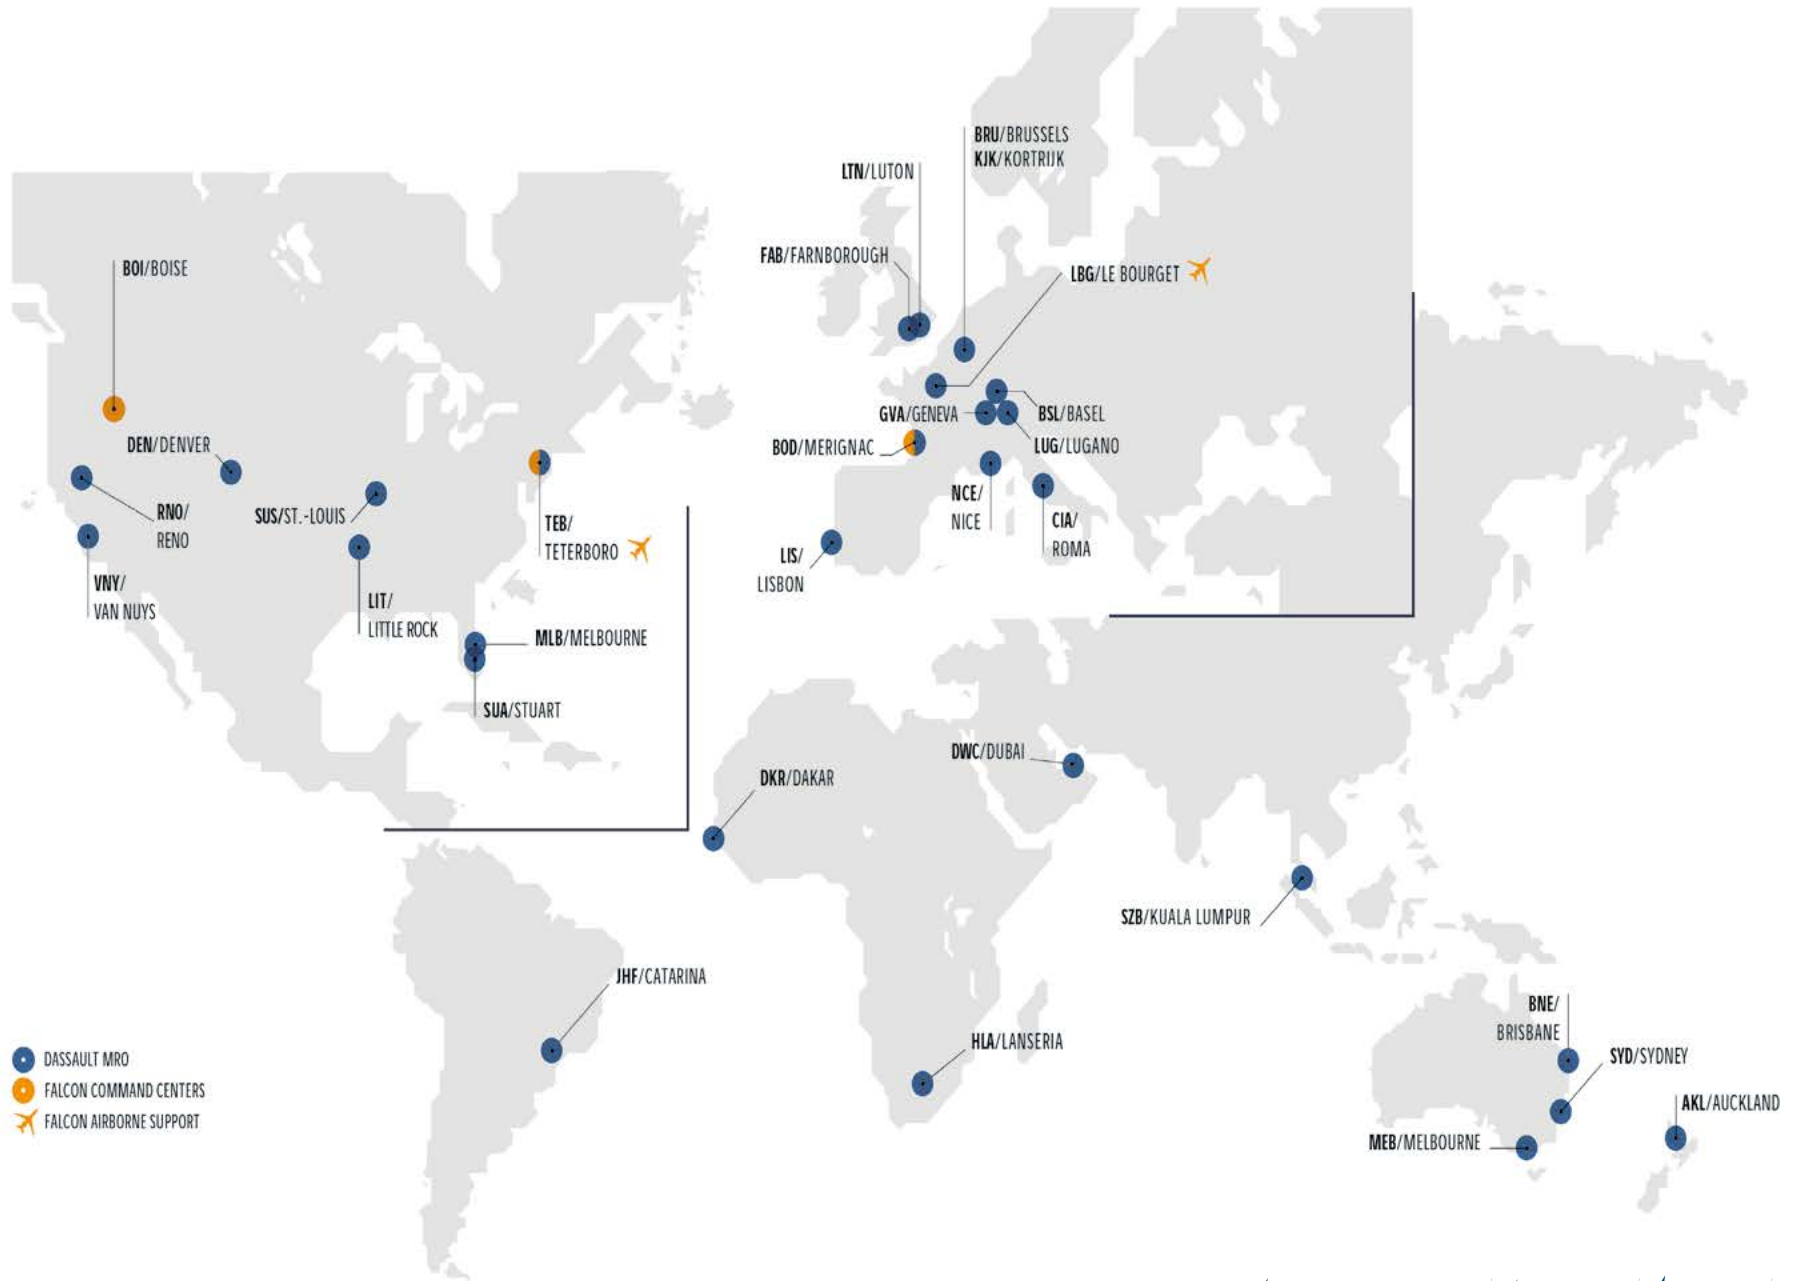 BOI/BOISE
DEN/DENVER
RNO/
RENO
VNY/
VAN NUYS
SUS/ST.-LOUIS
LIT/
LITTLE ROCK
TEB/
TETERBORO
MLB/MELBOURNE
SUA/STUART
BRU/BRUSSELS
KJK/KORTRIJK
LTN/LUTON
FAB/FARNBOROUGH
LBG/LE BOURGET
GVA/GENEVA
BSL/BASEL
BOD/MERIGNAC
LUG/LUGANO
NCE/
NICE
CIA/
ROMA
LIS/
LISBON
DWC/DUBAI
DKR/DAKAR
SZB/KUALA LUMPUR
JHF/CATARINA
HLA/LANSERIA
BNE/
BRISBANE
SYD/SYDNEY
AKL/AUCKLAND
MEB/MELBOURNE
DASSAULT MRO
FALCON COMMAND CENTERS
FALCON AIRBORNE SUPPORT